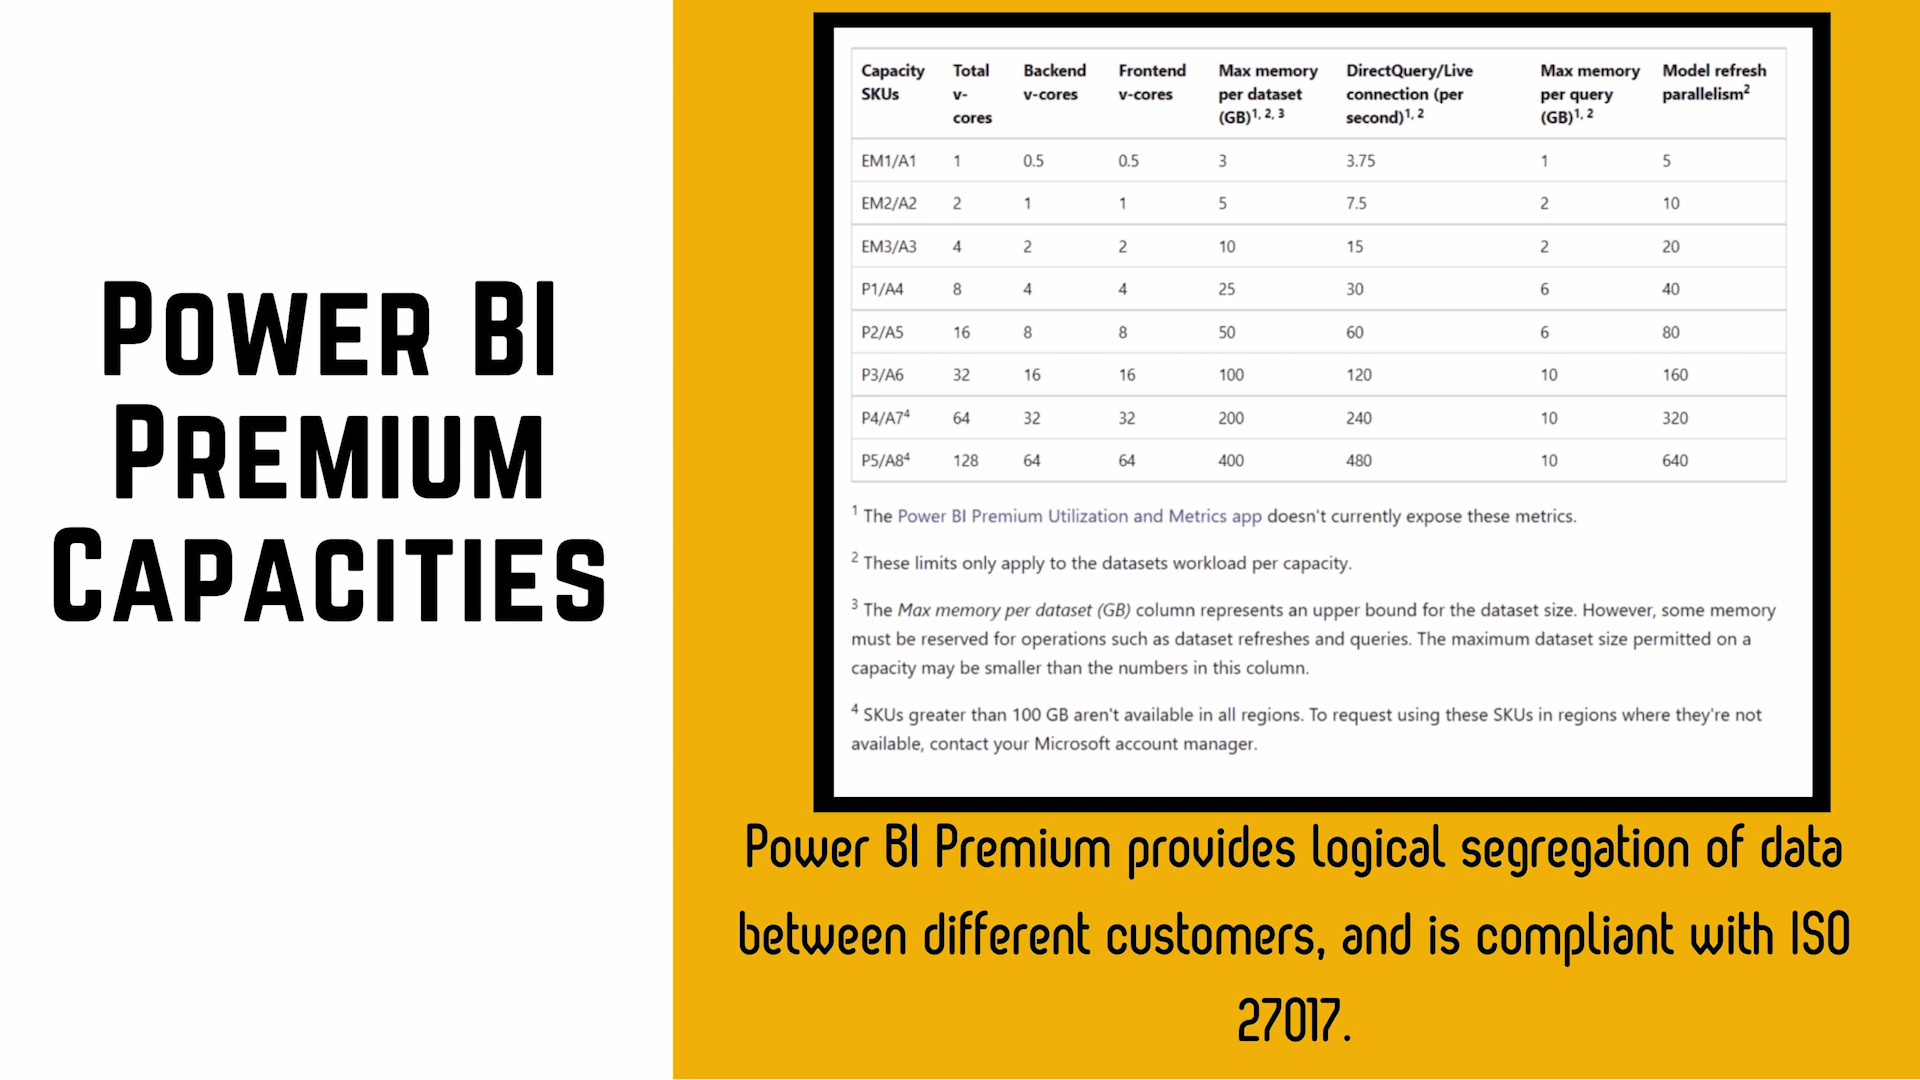 Power BI
Premium
Capacities
Capacity SKUs | Total v-cores | Backend v-cores | Frontend v-cores | Max memory per dataset (GB)1, 2, 3 | DirectQuery/Live connection (per second)1, 2 | Max memory per query (GB)1, 2 | Model refresh parallelism2
EM1/A1 1 0.5 0.5 3 3.75 1 5
EM2/A2 2 1 1 5 7.5 2 10
EM3/A3 4 2 2 10 15 2 20
P1/A4 8 4 4 25 30 6 40
P2/A5 16 8 8 50 60 6 80
P3/A6 32 16 16 100 120 10 160
P4/A74 64 32 32 200 240 10 320
P5/A84 128 64 64 400 480 10 640
1 The Power BI Premium Utilization and Metrics app doesn't currently expose these metrics.
2 These limits only apply to the datasets workload per capacity.
3 The Max memory per dataset (GB) column represents an upper bound for the dataset size. However, some memory
must be reserved for operations such as dataset refreshes and queries. The maximum dataset size permitted on a
capacity may be smaller than the numbers in this column.
4 SKUs greater than 100 GB aren't available in all regions. To request using these SKUs in regions where they're not
available, contact your Microsoft account manager.
Power BI Premium provides logical segregation of data
between different customers, and is compliant with ISO
27017.